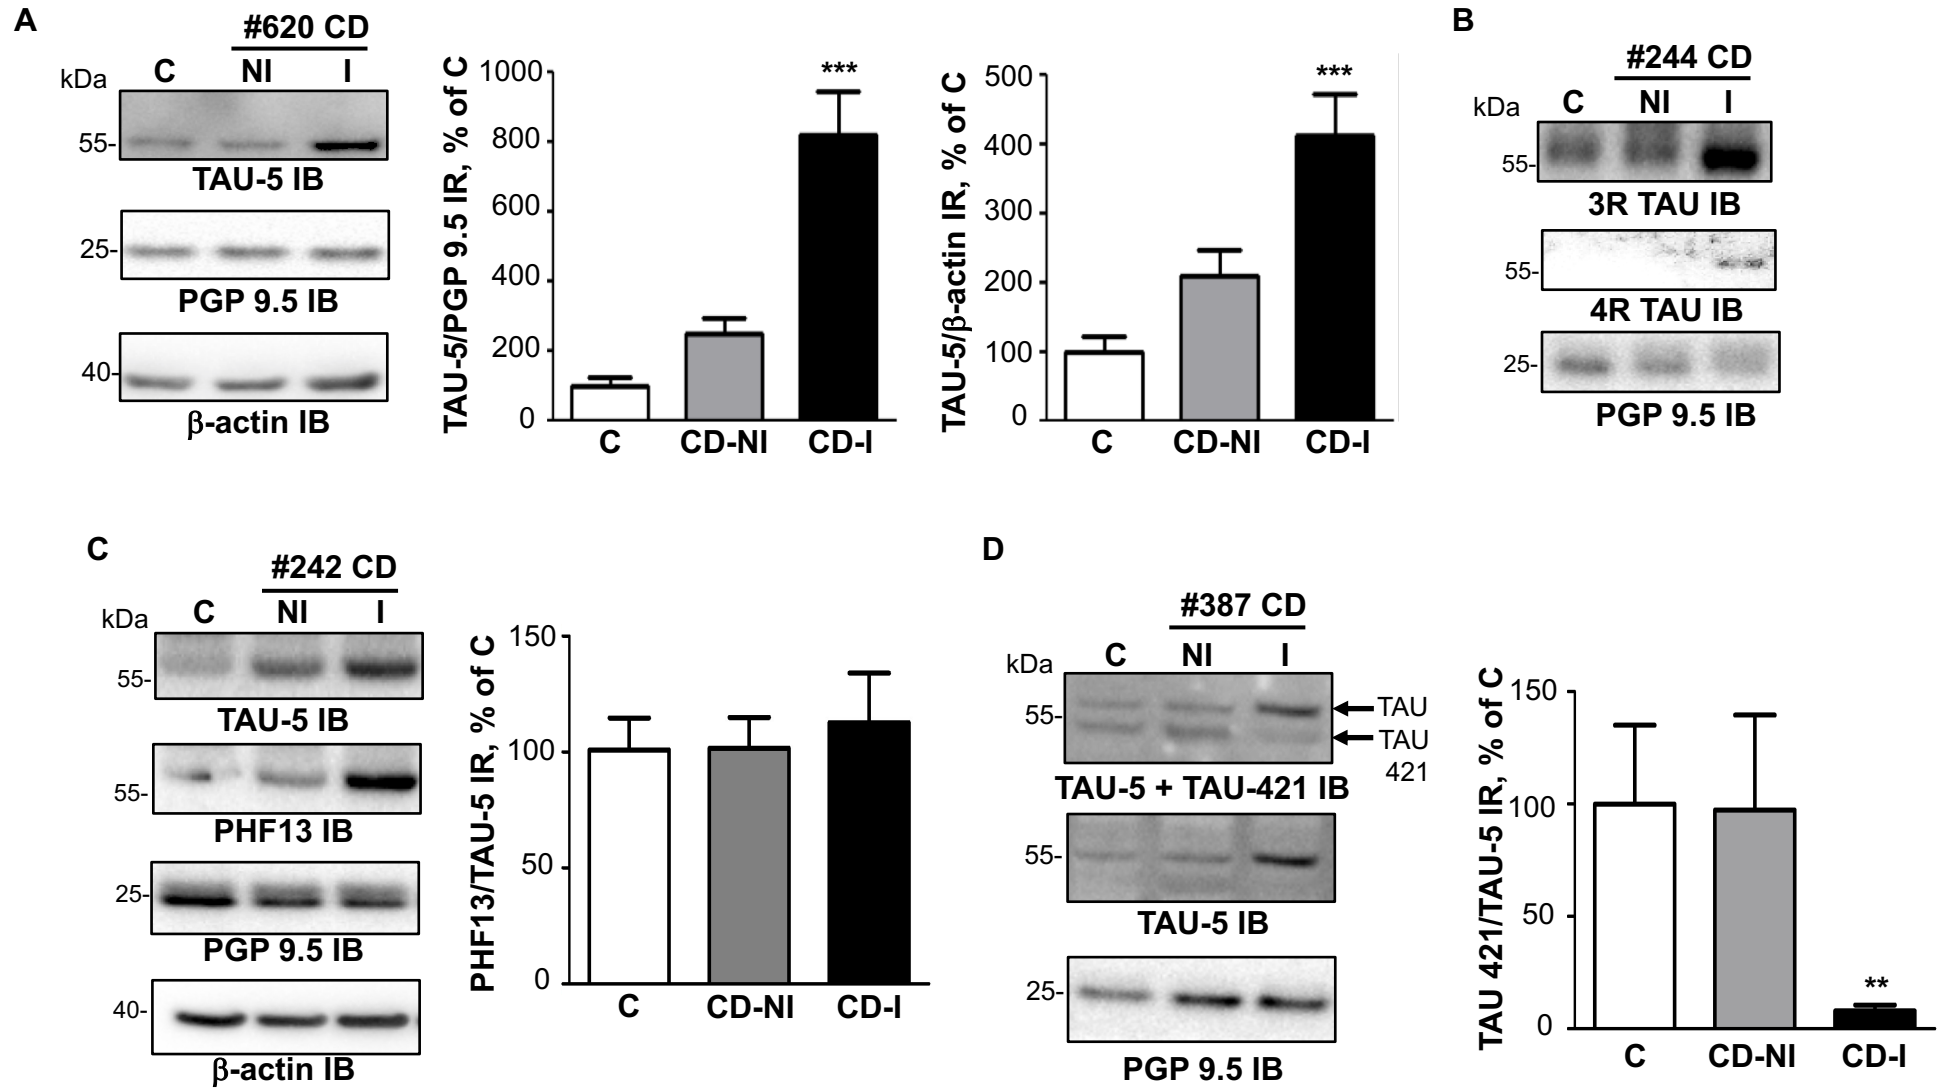 A
#620 CD
kDa
C NI I
55-
TAU-5 IB
25-
PGP 9.5 IB
40-
β-actin IB
TAU-5/PGP 9.5 IR, % of C
1000
800
600
400
200
0
***
C CD-NI CD-I
TAU-5/β-actin IR, % of C
500
400
300
200
100
0
***
C CD-NI CD-I
B
#244 CD
kDa
C NI I
55-
3R TAU IB
55-
4R TAU IB
25-
PGP 9.5 IB
C
#242 CD
kDa
C NI I
55-
TAU-5 IB
55-
PHF13 IB
25-
PGP 9.5 IB
40-
β-actin IB
PHF13/TAU-5 IR, % of C
150
100
50
0
C CD-NI CD-I
D
#387 CD
kDa
C NI I
55-
TAU
TAU
421
TAU-5 + TAU-421 IB
55-
TAU-5 IB
25-
PGP 9.5 IB
TAU 421/TAU-5 IR, % of C
150
100
50
0
**
C CD-NI CD-I